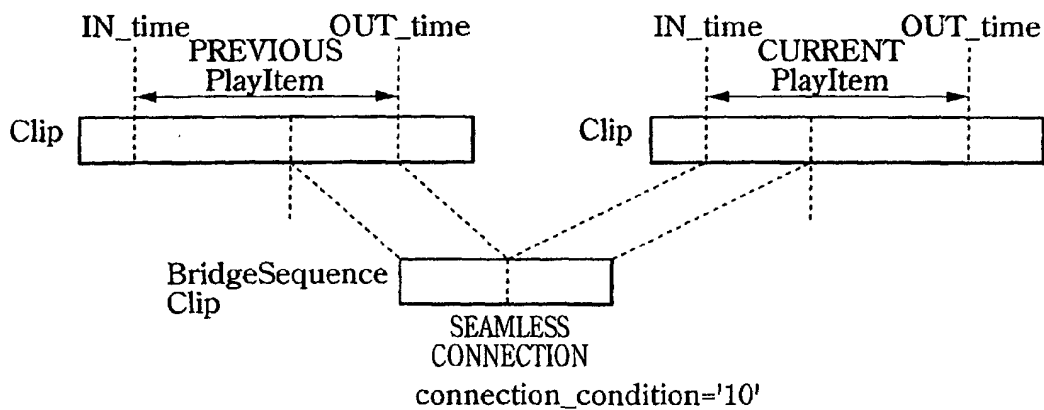 IN_time OUT_time IN_time OUT_time
PREVIOUS CURRENT
PlayItem PlayItem
Clip Clip
BridgeSequence
Clip
SEAMLESS
CONNECTION
connection_condition='10'